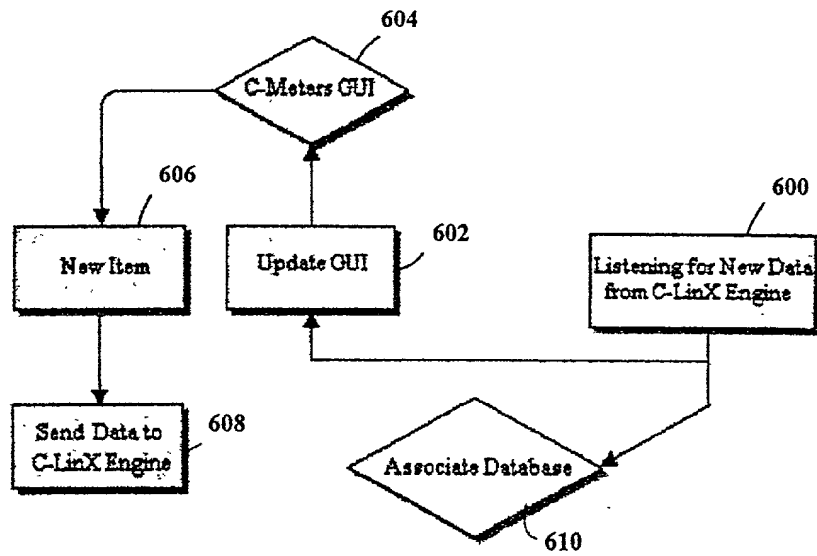 604
C-Meters GUI
606
New Item
602
Update GUI
600
Listening for New Data
from C-LinX Engine
Send Data to
C-LinX Engine
608
Associate Database
610